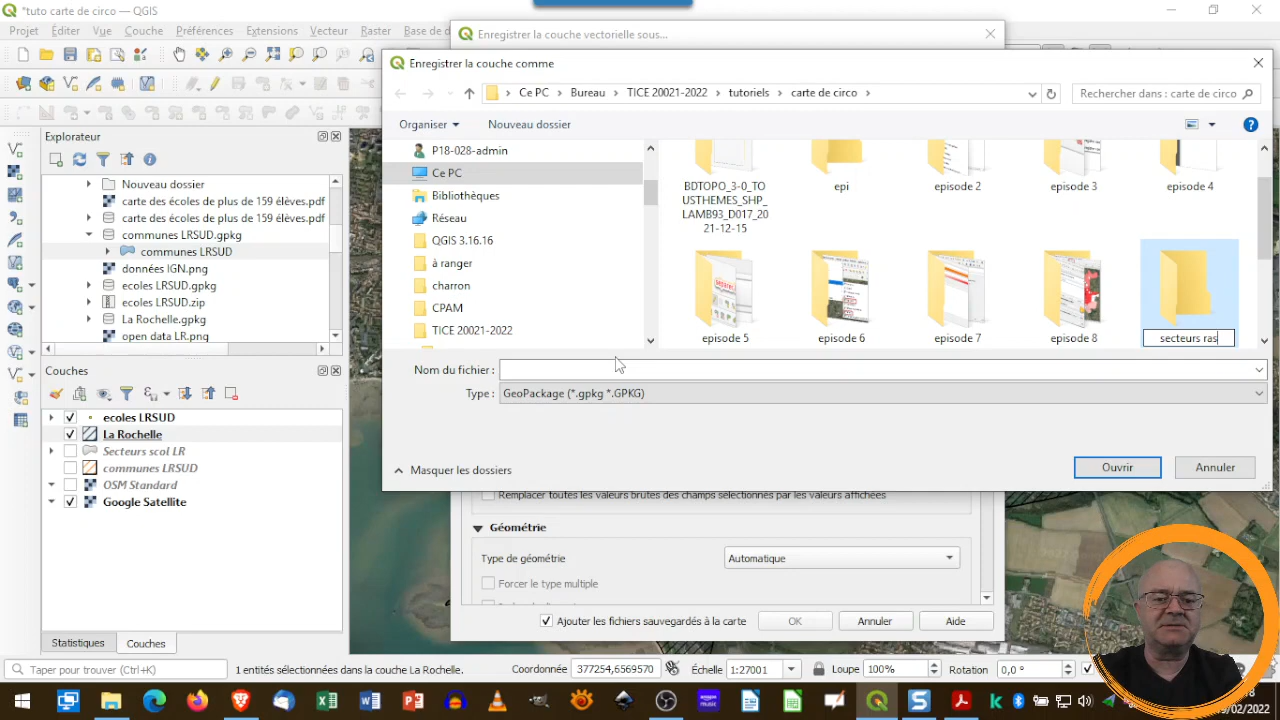 *tuto carte de circo — QGIS
Projet Éditer Vue Couche Préférences Extensions Vecteur Raster Base de d
Enregistrer la couche vectorielle sous...
Enregistrer la couche comme
Ce PC > Bureau > TICE 20021-2022 > tutoriels > carte de circo >
Rechercher dans : carte de circo
Organiser
Nouveau dossier
P18-028-admin
Ce PC
Bibliothèques
Réseau
QGIS 3.16.16
à ranger
charron
CPAM
TICE 20021-2022
BDTOPO_3-0_TO
USTHEMES_SHP_
LAMB93_D017_20
21-12-15
epi
episode 2
episode 3
episode 4
episode 5
episode 6
episode 7
episode 8
secteurs ras
Nom du fichier :
Type : GeoPackage (*.gpkg *.GPKG)
Masquer les dossiers
Ouvrir
Annuler
Explorateur
Nouveau dossier
carte des écoles de plus de 159 élèves.pdf
carte des écoles de plus de 159 élèves.pdf
communes LRSUD.gpkg
communes LRSUD
données IGN.png
ecoles LRSUD.gpkg
ecoles LRSUD.zip
La Rochelle.gpkg
open data LR.png
Couches
ecoles LRSUD
La Rochelle
Secteurs scol LR
communes LRSUD
OSM Standard
Google Satellite
Remplacer toutes les valeurs brutes des champs sélectionnés par les valeurs affichées
Géométrie
Type de géométrie
Automatique
Forcer le type multiple
Ajouter les fichiers sauvegardés à la carte
OK
Annuler
Aide
Statistiques
Couches
Taper pour trouver (Ctrl+K)
1 entités sélectionnées dans la couche La Rochelle.
Coordonnée 377254,6569570
Échelle 1:27001
Loupe 100%
Rotation 0,0 °
/02/2022